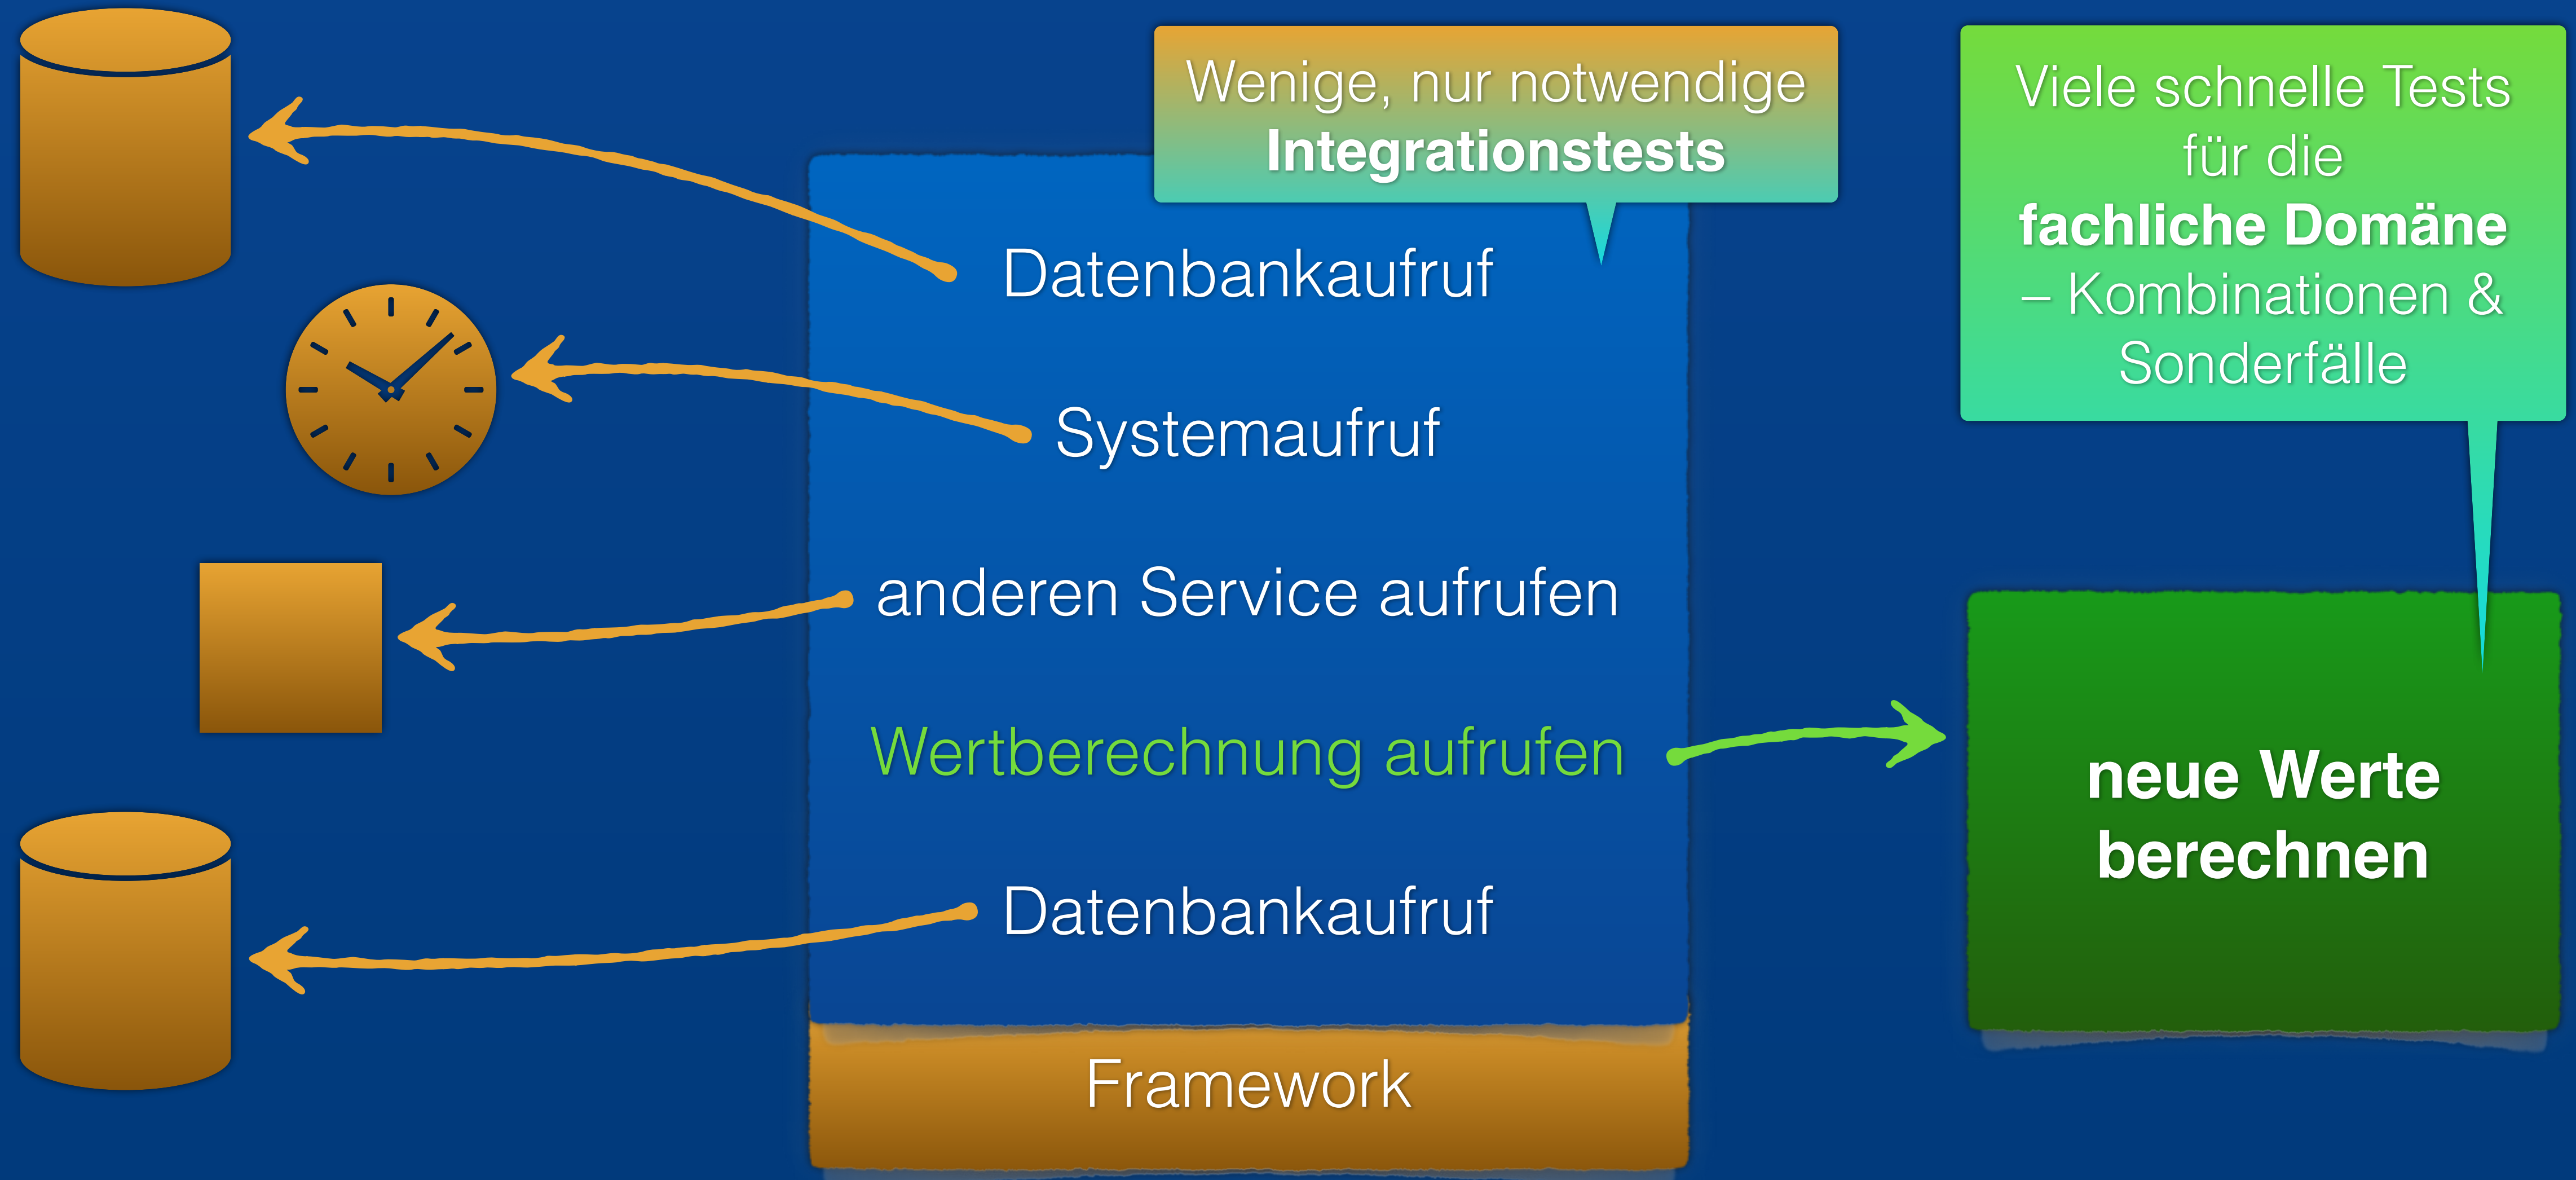 Wenige, nur notwendige
Integrationstests
Viele schnelle Tests
für die
fachliche Domäne
– Kombinationen &
Sonderfälle
Datenbankaufruf
Systemaufruf
anderen Service aufrufen
Wertberechnung aufrufen
Datenbankaufruf
Framework
neue Werte
berechnen